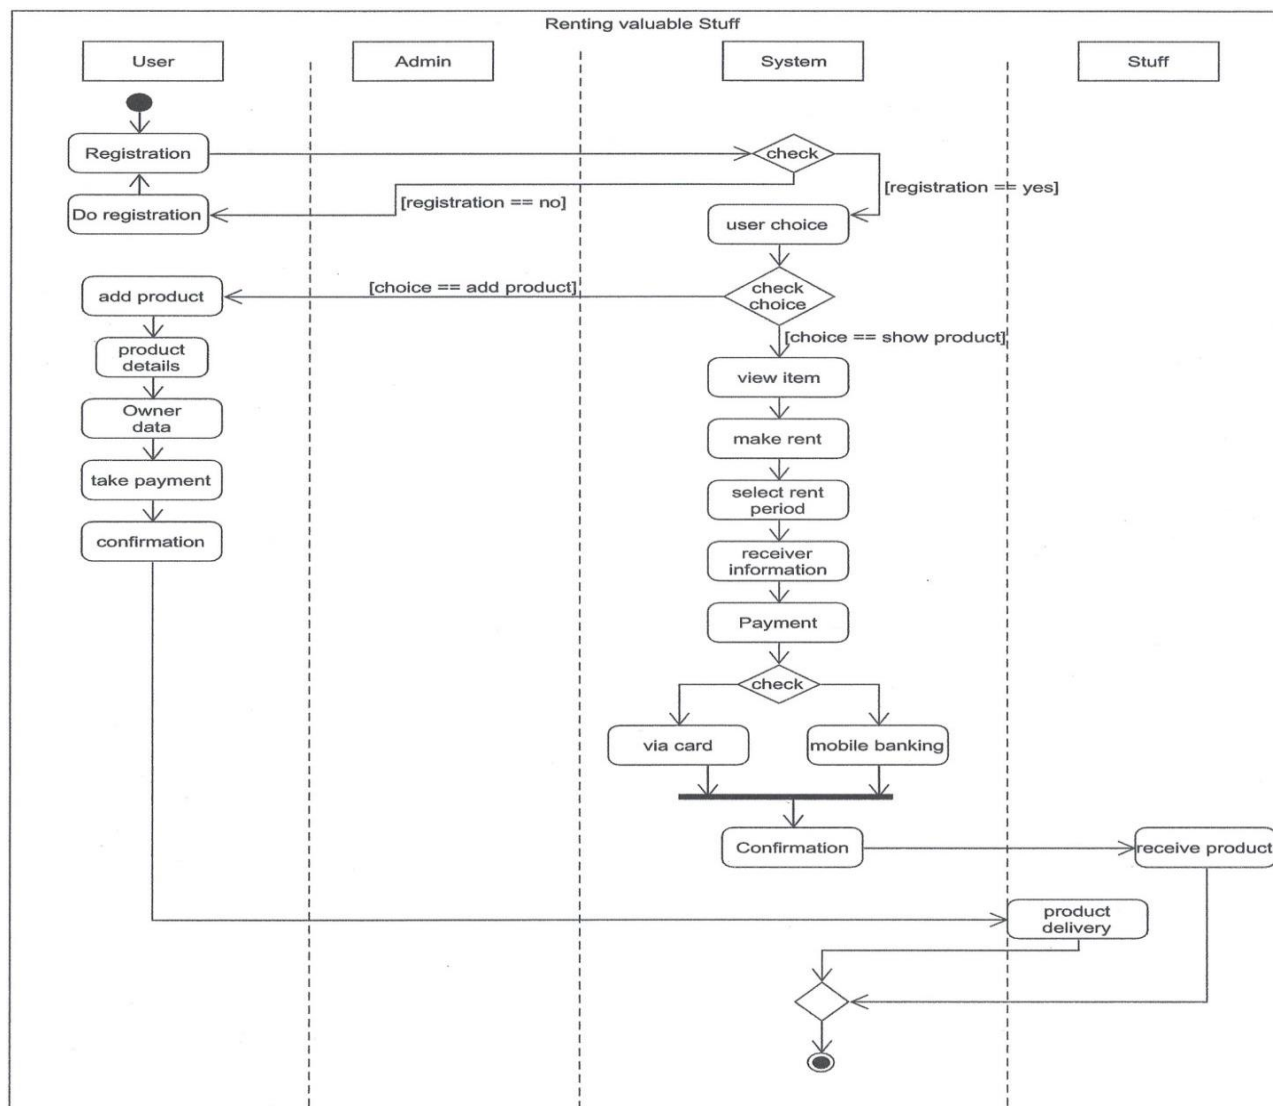 Renting valuable Stuff
User
Admin
System
Stuff
Registration
check
[registration == yes]
Do registration
[registration == no]
user choice
add product
[choice == add product]
check
choice
[choice == show product]
product
details
view item
Owner
data
make rent
take payment
select rent
period
confirmation
receiver
information
Payment
check
via card
mobile banking
Confirmation
receive product
product
delivery